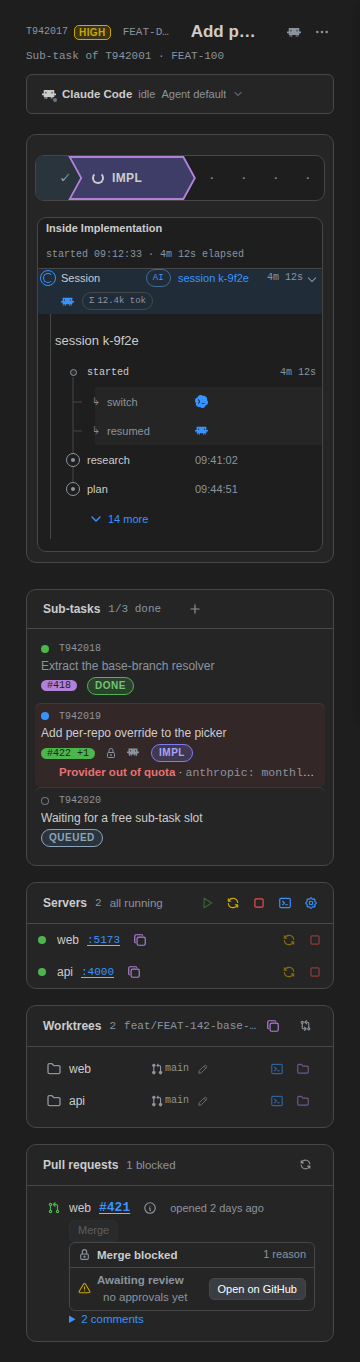 T942017 HIGH FEAT-D… Add p…
Sub-task of T942001 · FEAT-100
Claude Code idle Agent default
✓ IMPL
Inside Implementation
started 09:12:33 · 4m 12s elapsed
Session AI session k-9f2e 4m 12s
Σ 12.4k tok
session k-9f2e
started 4m 12s
↳ switch
↳ resumed
research 09:41:02
plan 09:44:51
14 more
Sub-tasks 1/3 done
T942018
Extract the base-branch resolver
#418 DONE
T942019
Add per-repo override to the picker
#422 +1 IMPL
Provider out of quota · anthropic: monthl…
T942020
Waiting for a free sub-task slot
QUEUED
Servers 2 all running
web :5173
api :4000
Worktrees 2 feat/FEAT-142-base-…
web main
api main
Pull requests 1 blocked
web #421 opened 2 days ago
Merge
Merge blocked 1 reason
Awaiting review
no approvals yet
Open on GitHub
2 comments